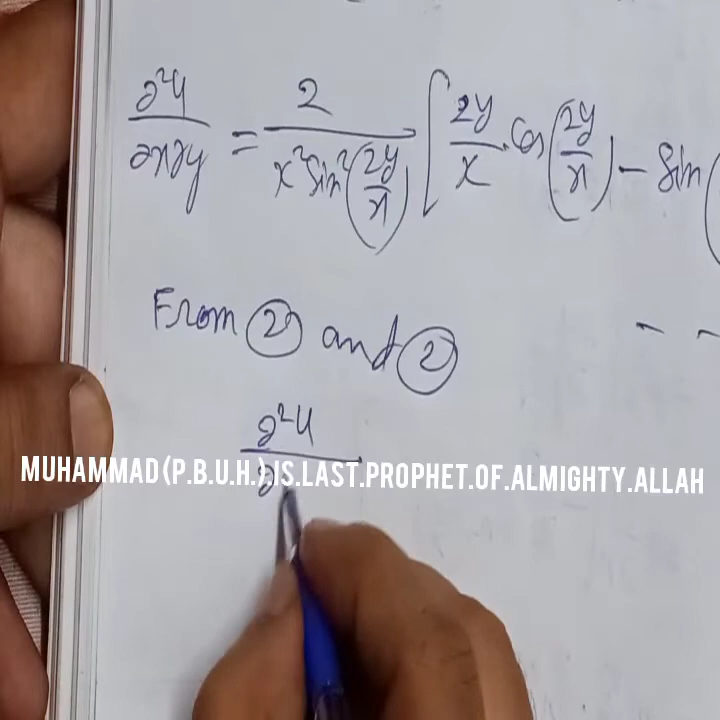 ∂²u/∂x∂y = 2/(x² sin²(2y/x)) [2y/x . Cos(2y/x) - Sin(
From ② and ②
- -
∂²u
MUHAMMAD(P.B.U.H.).IS.LAST.PROPHET.OF.ALMIGHTY.ALLAH
∂